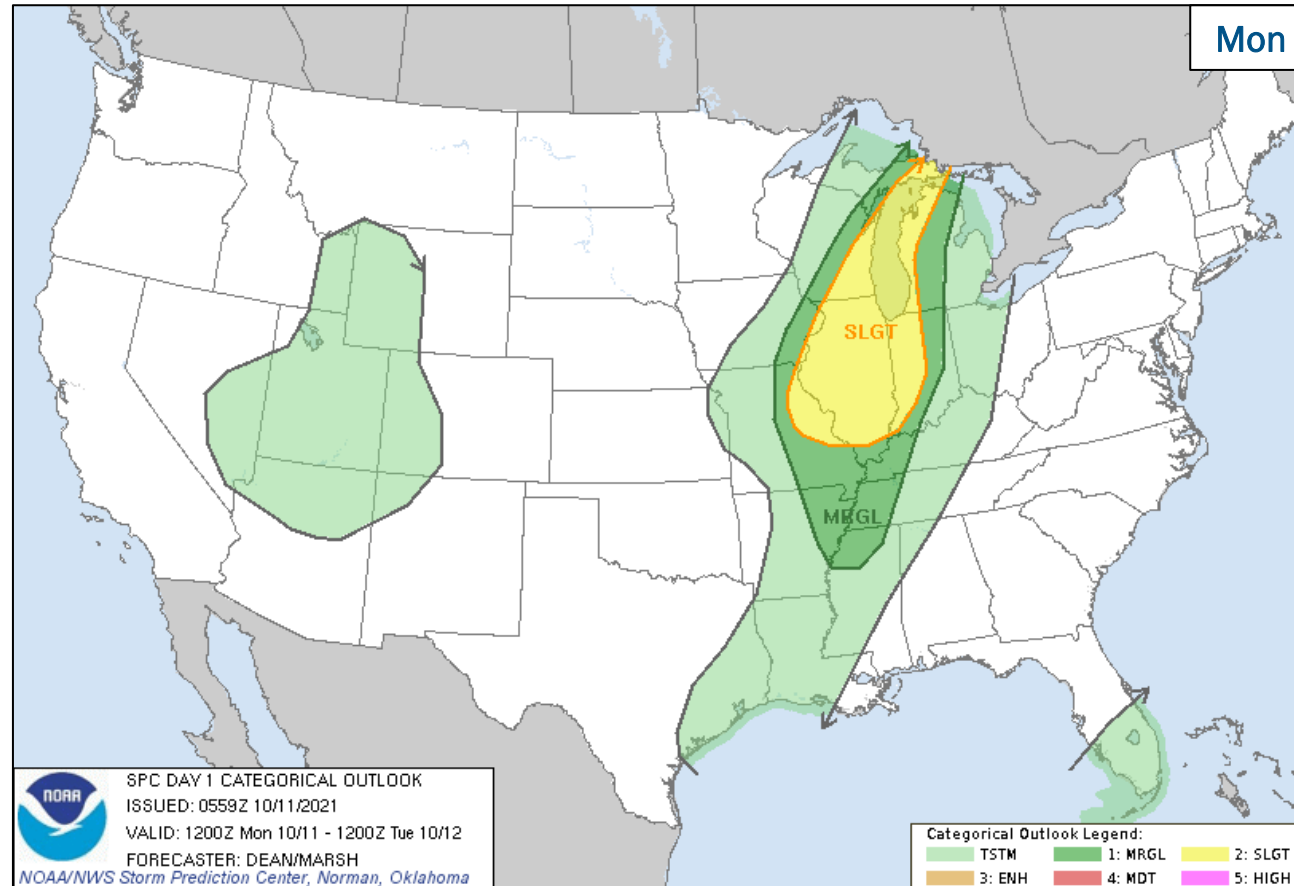 Mon
SLGT
MRGL
NOAA
SPC DAY 1 CATEGORICAL OUTLOOK
ISSUED: 0559Z 10/11/2021
VALID: 1200Z Mon 10/11 - 1200Z Tue 10/12
FORECASTER: DEAN/MARSH
NOAA/NWS Storm Prediction Center, Norman, Oklahoma
Categorical Outlook Legend:
TSTM 1: MRGL 2: SLGT
3: ENH 4: MDT 5: HIGH